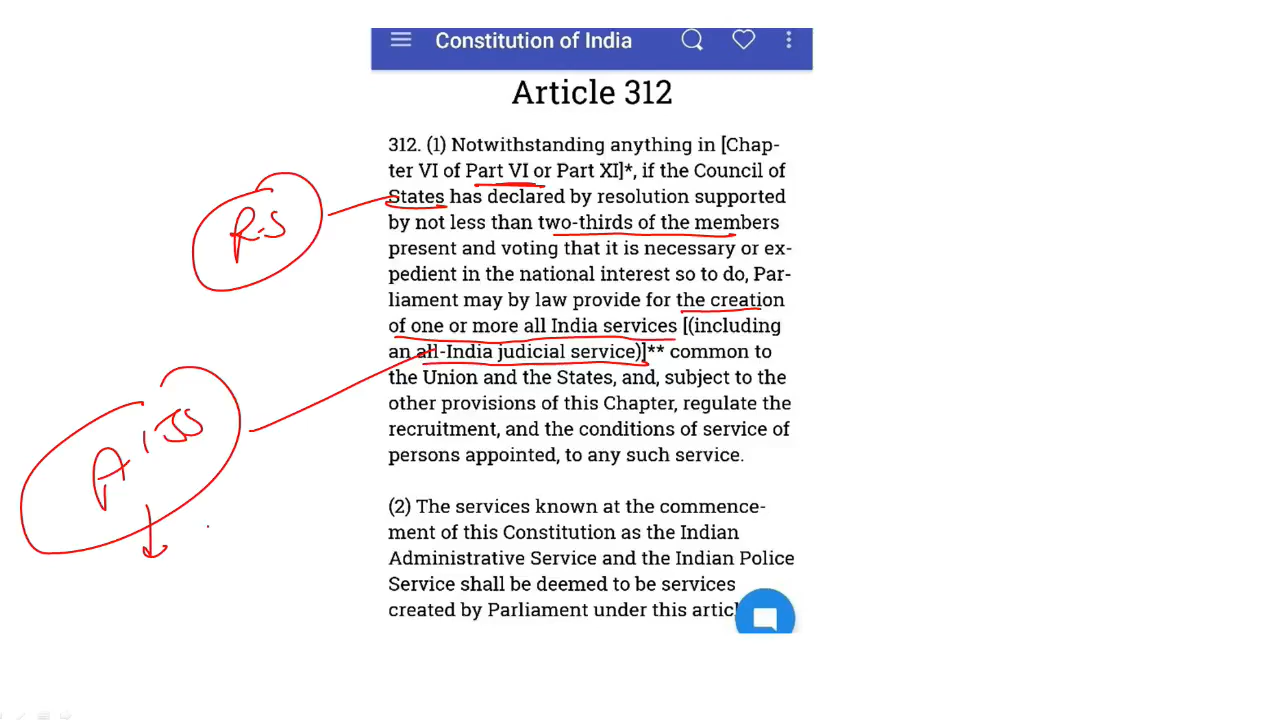 Constitution of India
Article 312
312. (1) Notwithstanding anything in [Chap-
ter VI of Part VI or Part XI]*, if the Council of
States has declared by resolution supported
by not less than two-thirds of the members
present and voting that it is necessary or ex-
pedient in the national interest so to do, Par-
liament may by law provide for the creation
of one or more all India services [(including
an all-India judicial service)]** common to
the Union and the States, and, subject to the
other provisions of this Chapter, regulate the
recruitment, and the conditions of service of
persons appointed, to any such service.
(2) The services known at the commence-
ment of this Constitution as the Indian
Administrative Service and the Indian Police
Service shall be deemed to be services
created by Parliament under this artic
R.S